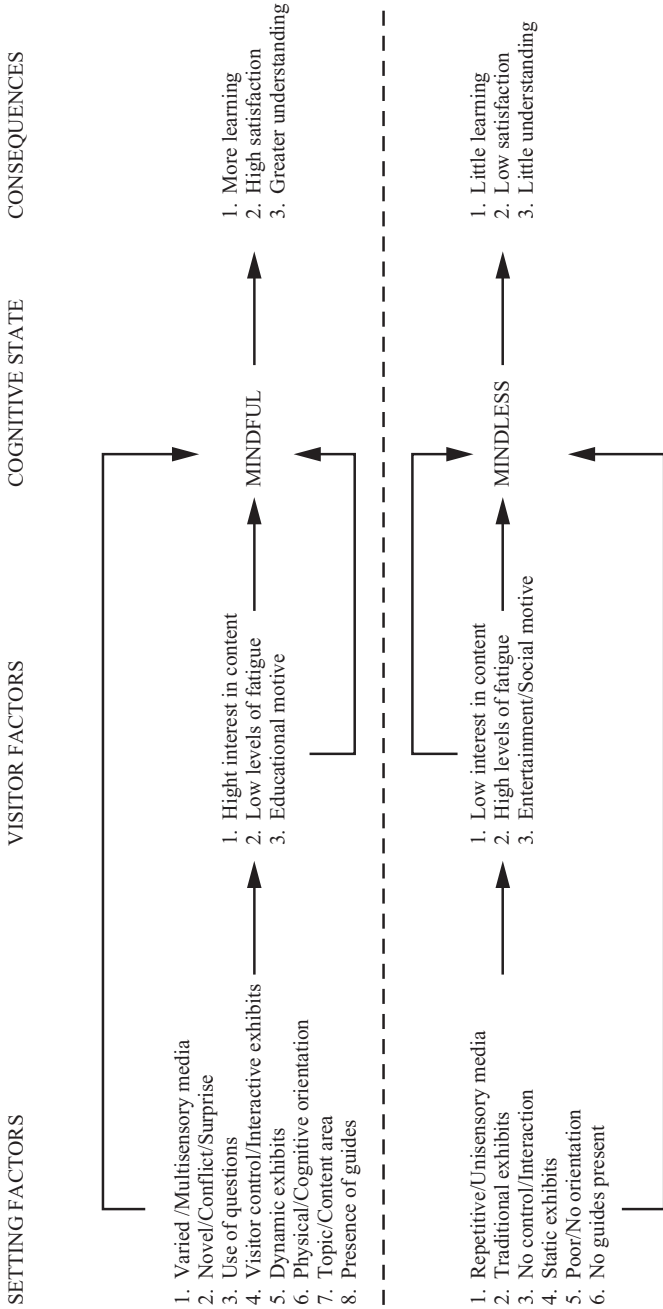 SETTING FACTORS
VISITOR FACTORS
COGNITIVE STATE
CONSEQUENCES
1. Varied /Multisensory media
2. Novel/Conflict/Surprise
3. Use of questions
4. Visitor control/Interactive exhibits
5. Dynamic exhibits
6. Physical/Cognitive orientation
7. Topic/Content area
8. Presence of guides
1. Hight interest in content
2. Low levels of fatigue
3. Educational motive
MINDFUL
1. More learning
2. High satisfaction
3. Greater understanding
1. Repetitive/Unisensory media
2. Traditional exhibits
3. No control/Interaction
4. Static exhibits
5. Poor/No orientation
6. No guides present
1. Low interest in content
2. High levels of fatigue
3. Entertainment/Social motive
MINDLESS
1. Little learning
2. Low satisfaction
3. Little understanding